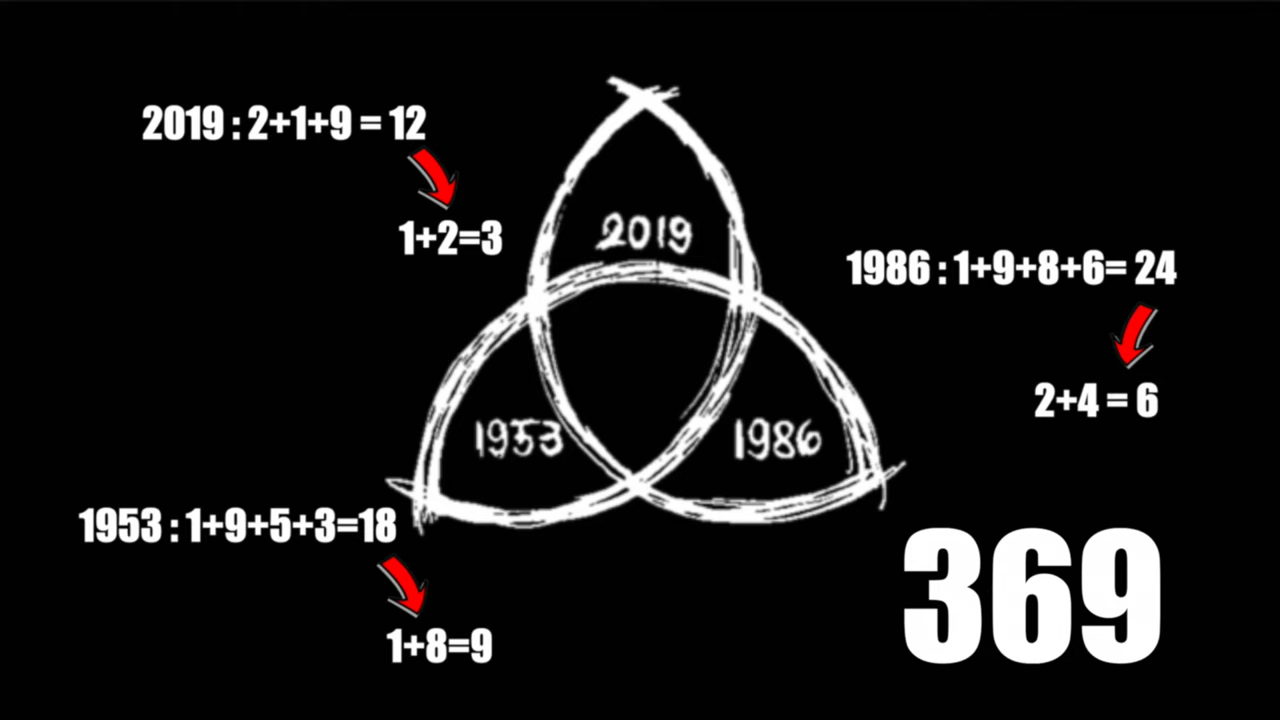 2019 : 2+1+9 = 12
1+2=3
2019
1986 : 1+9+8+6= 24
2+4 = 6
1953
1986
1953 : 1+9+5+3=18
1+8=9
369